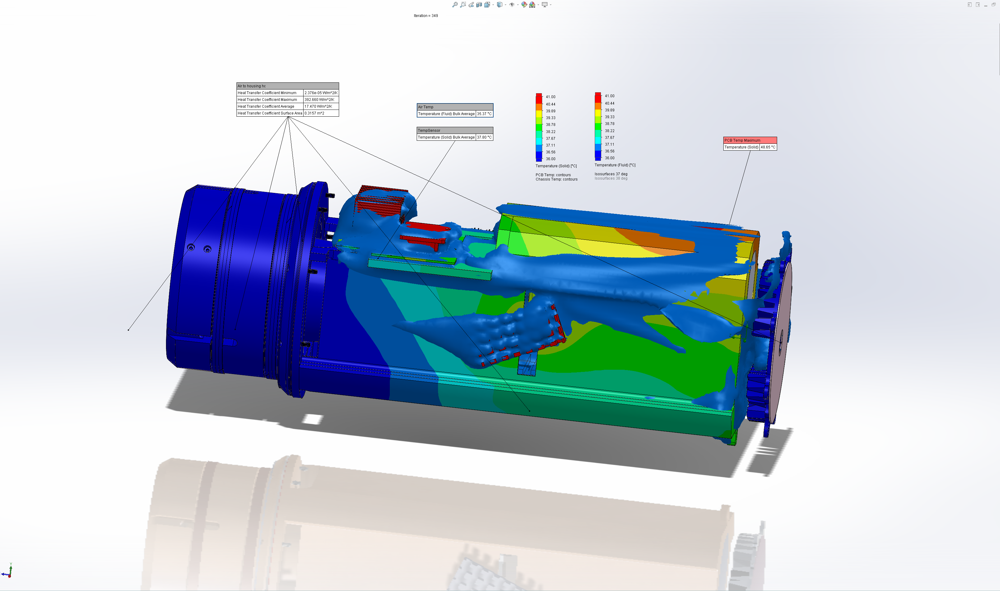 Iteration = 349
Air to housing hc
Heat Transfer Coefficient Minimum 2.376e-05 W/m^2/K
Heat Transfer Coefficient Maximum 392.660 W/m^2/K
Heat Transfer Coefficient Average 17.470 W/m^2/K
Heat Transfer Coefficient Surface Area 0.3157 m^2
Air Temp
Temperature (Fluid) Bulk Average 35.37 °C
TempSensor
Temperature (Solid) Bulk Average 37.80 °C
41.00
40.44
39.89
39.33
38.78
38.22
37.67
37.11
36.56
36.00
Temperature (Solid) [°C]
PCB Temp: contours
Chassis Temp: contours
41.00
40.44
39.89
39.33
38.78
38.22
37.67
37.11
36.56
36.00
Temperature (Fluid) [°C]
Isosurfaces 37 deg
Isosurfaces 38 deg
PCB Temp Maximum
Temperature (Solid) 48.65 °C
Y